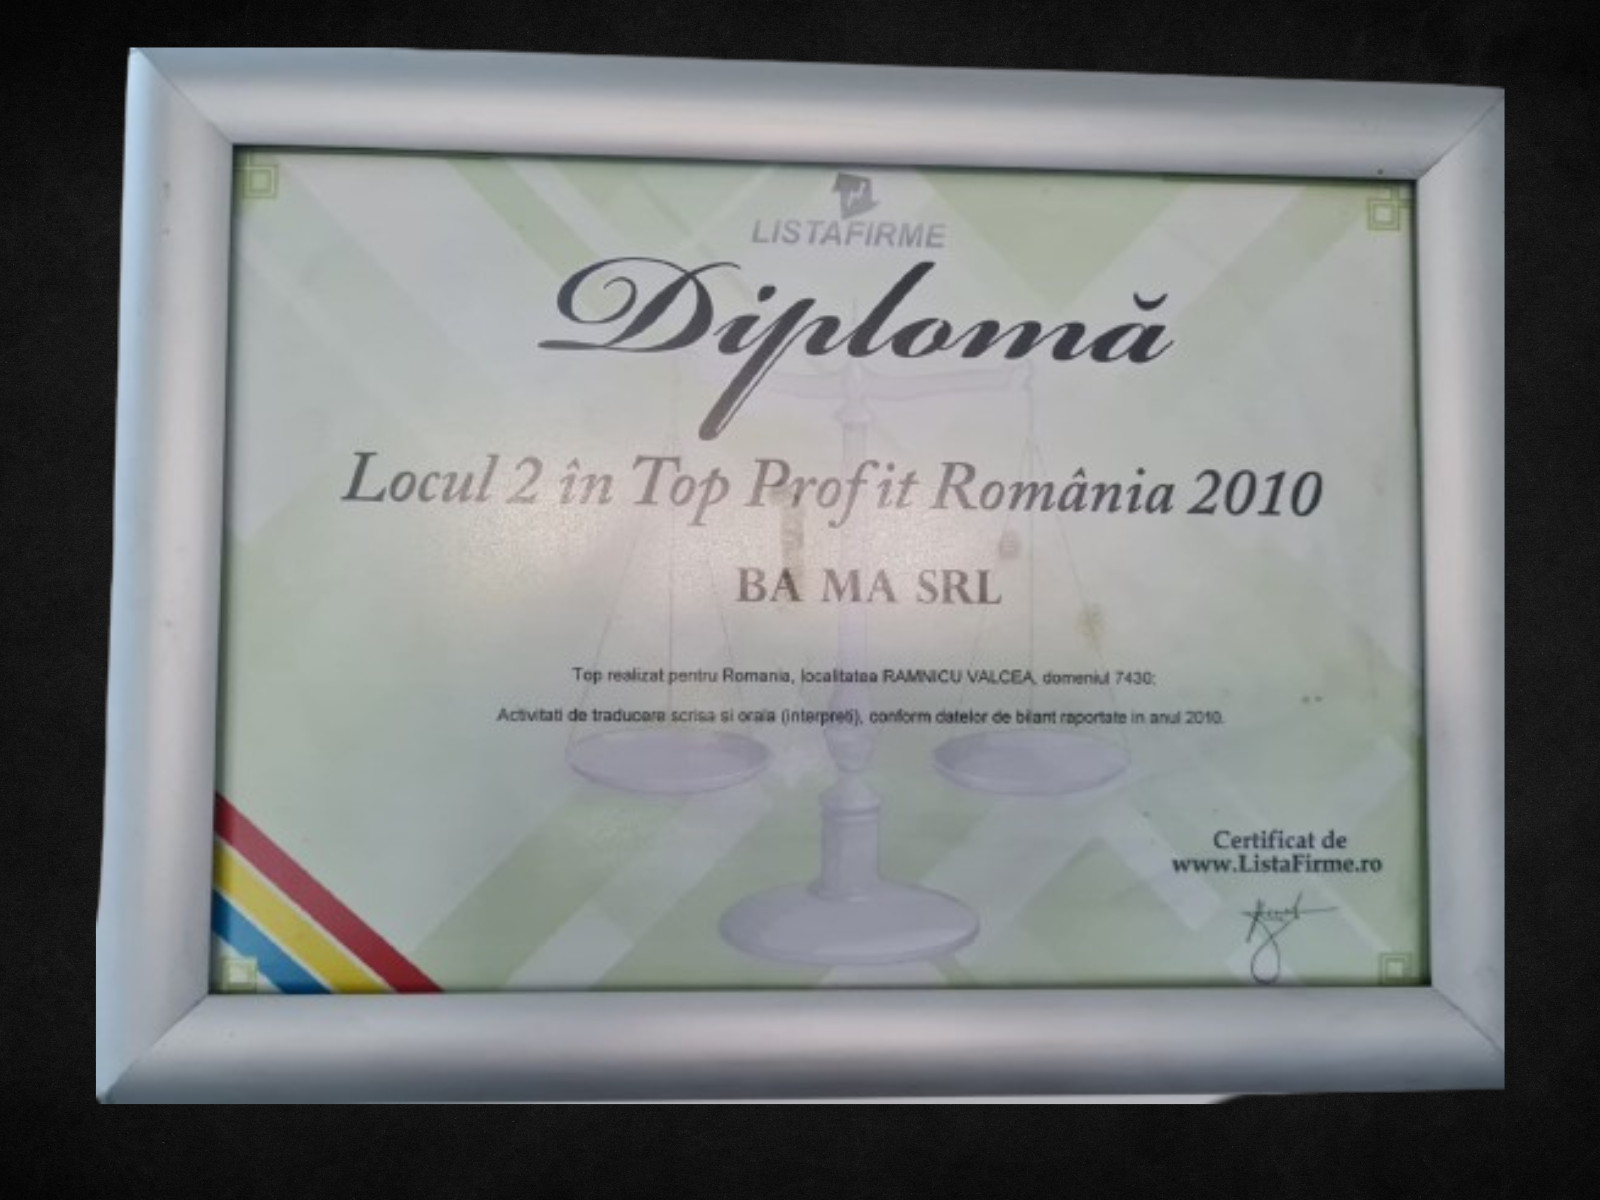 LISTAFIRME
Diplomă
Locul 2 în Top Profit România 2010
BA MA SRL
Top realizat pentru Romania, localitatea RAMNICU VALCEA, domeniul 7430:
Activitati de traducere scrisa si orala (interpreti), conform datelor de bilant raportate in anul 2010.
Certificat de
www.ListaFirme.ro